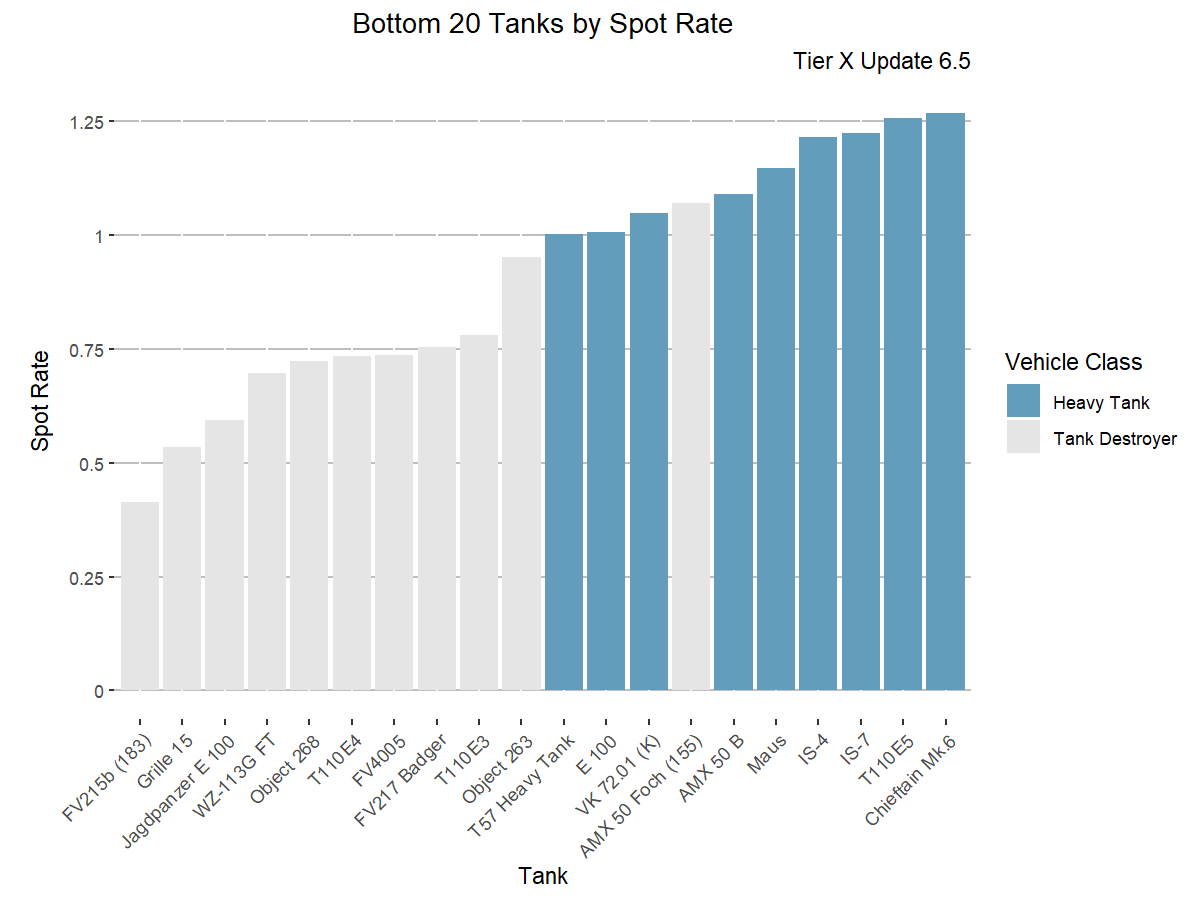 Bottom 20 Tanks by Spot Rate
Tier X Update 6.5
Spot Rate
1.25
1
0.75
0.5
0.25
0
FV215b (183)
Grille 15
Jagdpanzer E 100
WZ-113G FT
Object 268
T110E4
FV4005
FV217 Badger
T110E3
Object 263
T57 Heavy Tank
E 100
VK 72.01 (K)
AMX 50 Foch (155)
AMX 50 B
Maus
IS-4
IS-7
T110E5
Chieftain Mk.6
Tank
Vehicle Class
Heavy Tank
Tank Destroyer